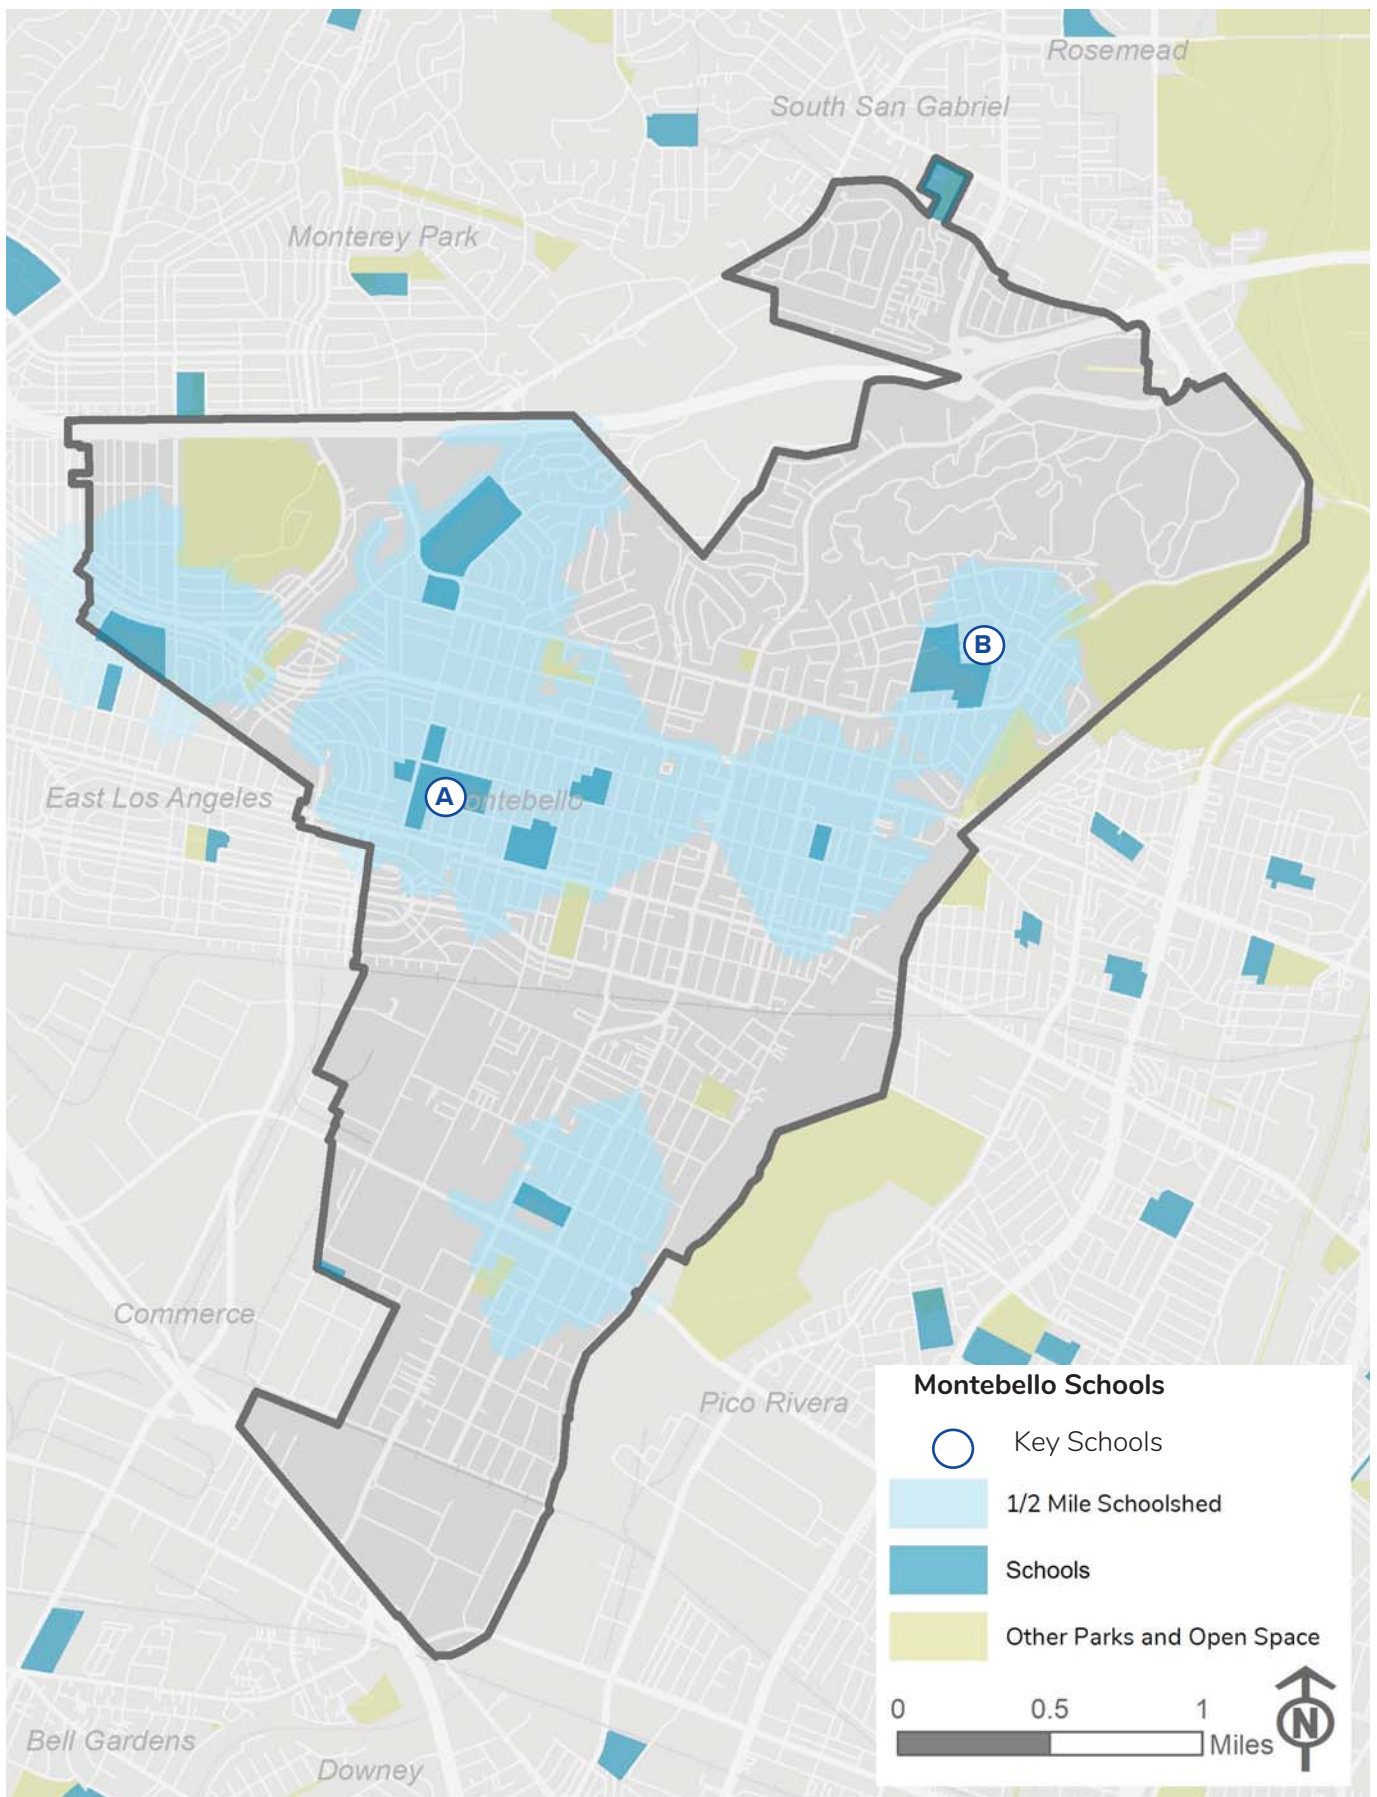 Rosemead
South San Gabriel
Monterey Park
B
East Los Angeles
A
ontebello
Commerce
Pico Rivera
Montebello Schools
Key Schools
1/2 Mile Schoolshed
Schools
Other Parks and Open Space
0 0.5 1
Miles
N
Bell Gardens
Downey